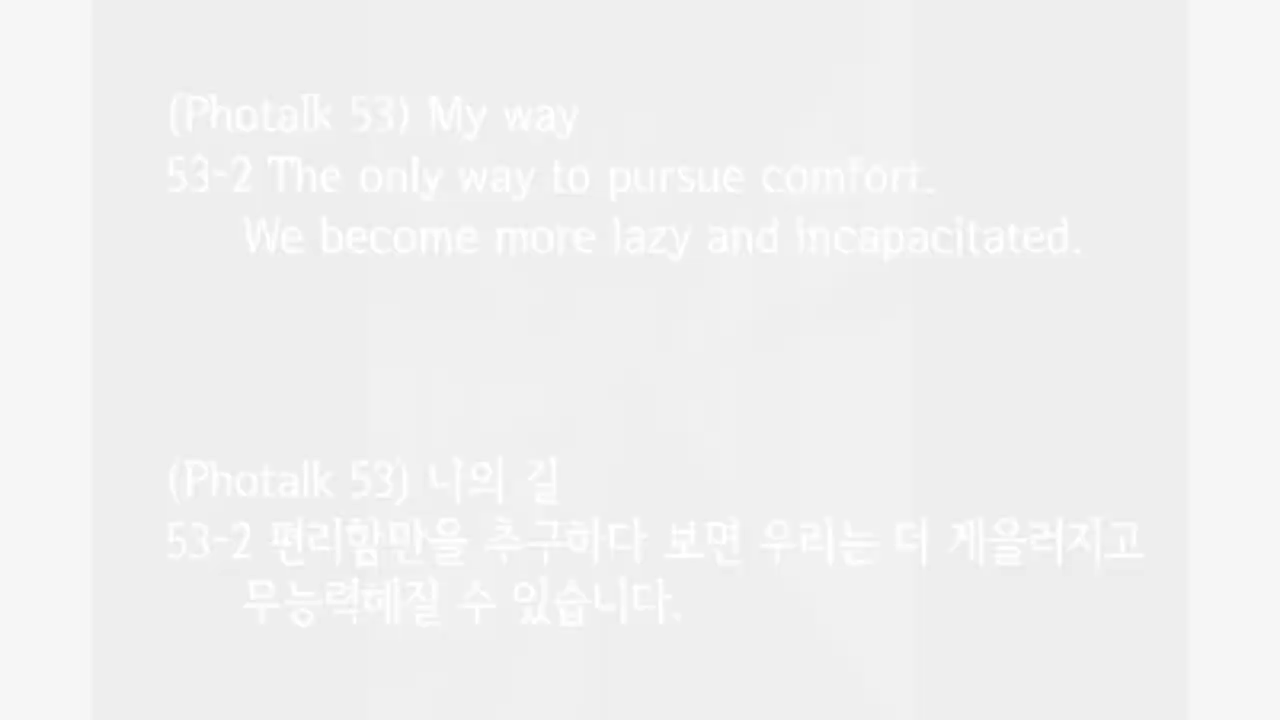 (Photalk 53) My way
53-2 The only way to pursue comfort.
We become more lazy and incapacitated.
(Photalk 53) 나의 길
53-2 편리함만을 추구하다 보면 우리는 더 게을러지고
무능력해질 수 있습니다.